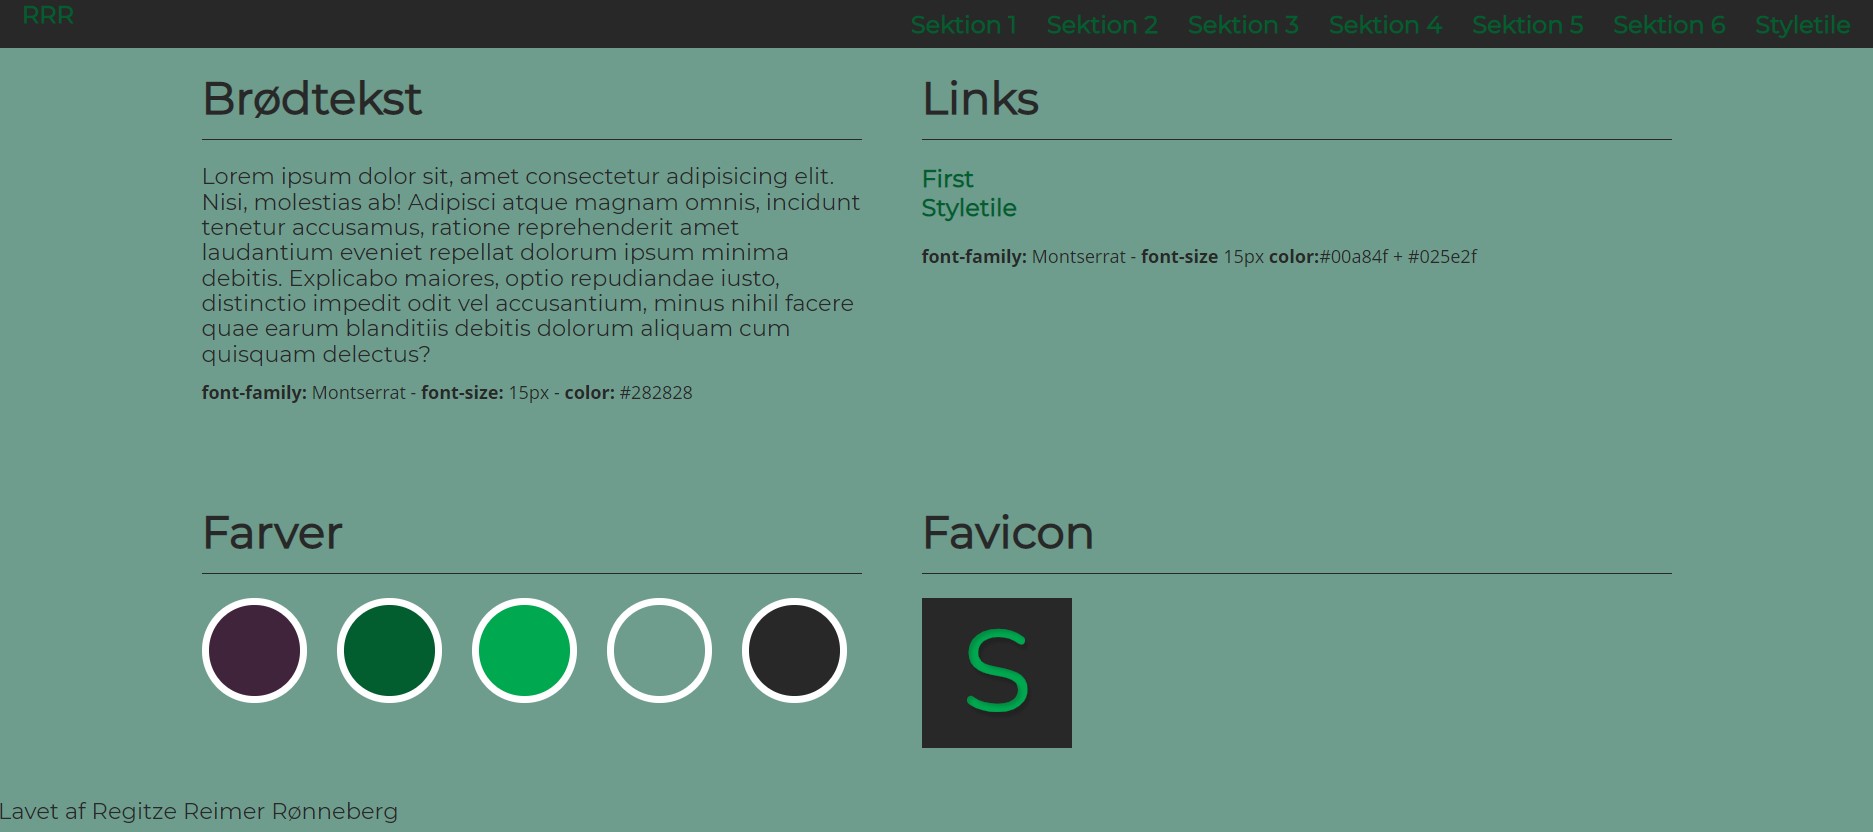 RRR
Sektion 1 Sektion 2 Sektion 3 Sektion 4 Sektion 5 Sektion 6 Styletile
Brødtekst
Lorem ipsum dolor sit, amet consectetur adipisicing elit.
Nisi, molestias ab! Adipisci atque magnam omnis, incidunt
tenetur accusamus, ratione reprehenderit amet
laudantium eveniet repellat dolorum ipsum minima
debitis. Explicabo maiores, optio repudiandae iusto,
distinctio impedit odit vel accusantium, minus nihil facere
quae earum blanditiis debitis dolorum aliquam cum
quisquam delectus?
font-family: Montserrat - font-size: 15px - color: #282828
Links
First
Styletile
font-family: Montserrat - font-size 15px color:#00a84f + #025e2f
Farver
Favicon
S
Lavet af Regitze Reimer Rønneberg